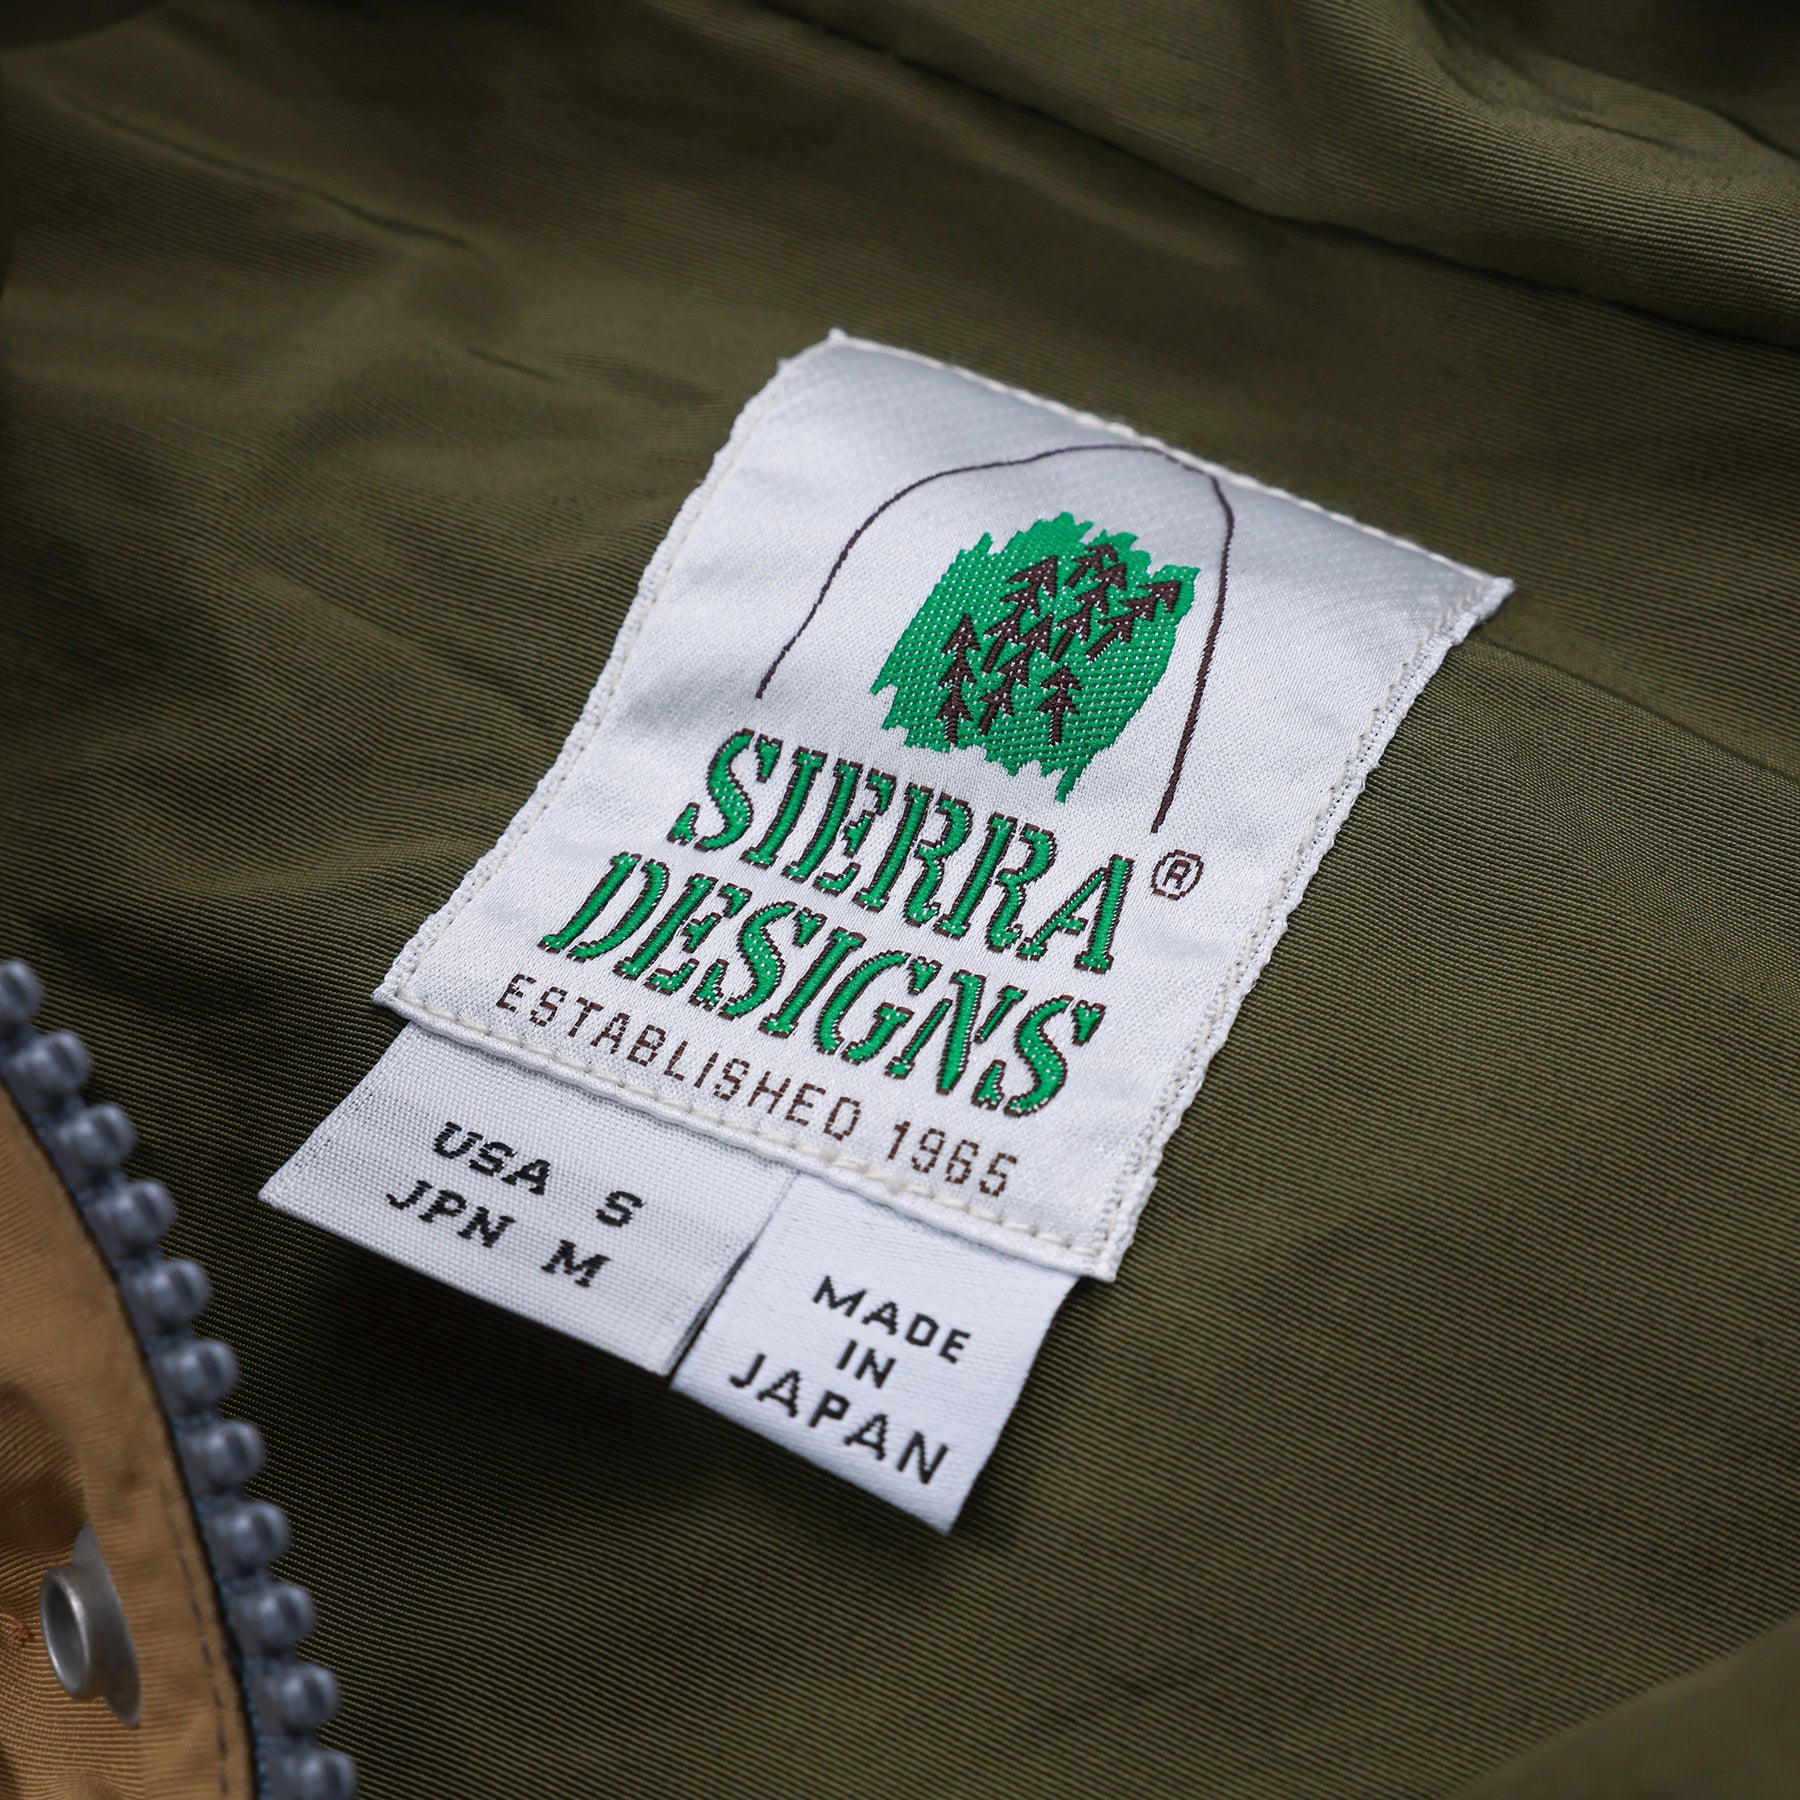 SIERRA®
DESIGNS
ESTABLISHED 1965
USA S
JPN M
MADE
IN
JAPAN